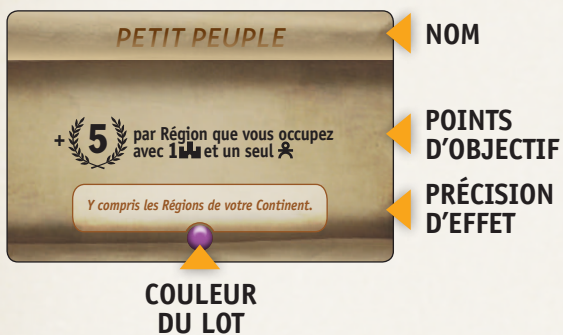 PETIT PEUPLE
NOM
+5 par Région que vous occupez
avec 1 et un seul
POINTS
D'OBJECTIF
Y compris les Régions de votre Continent.
PRÉCISION
D'EFFET
COULEUR
DU LOT